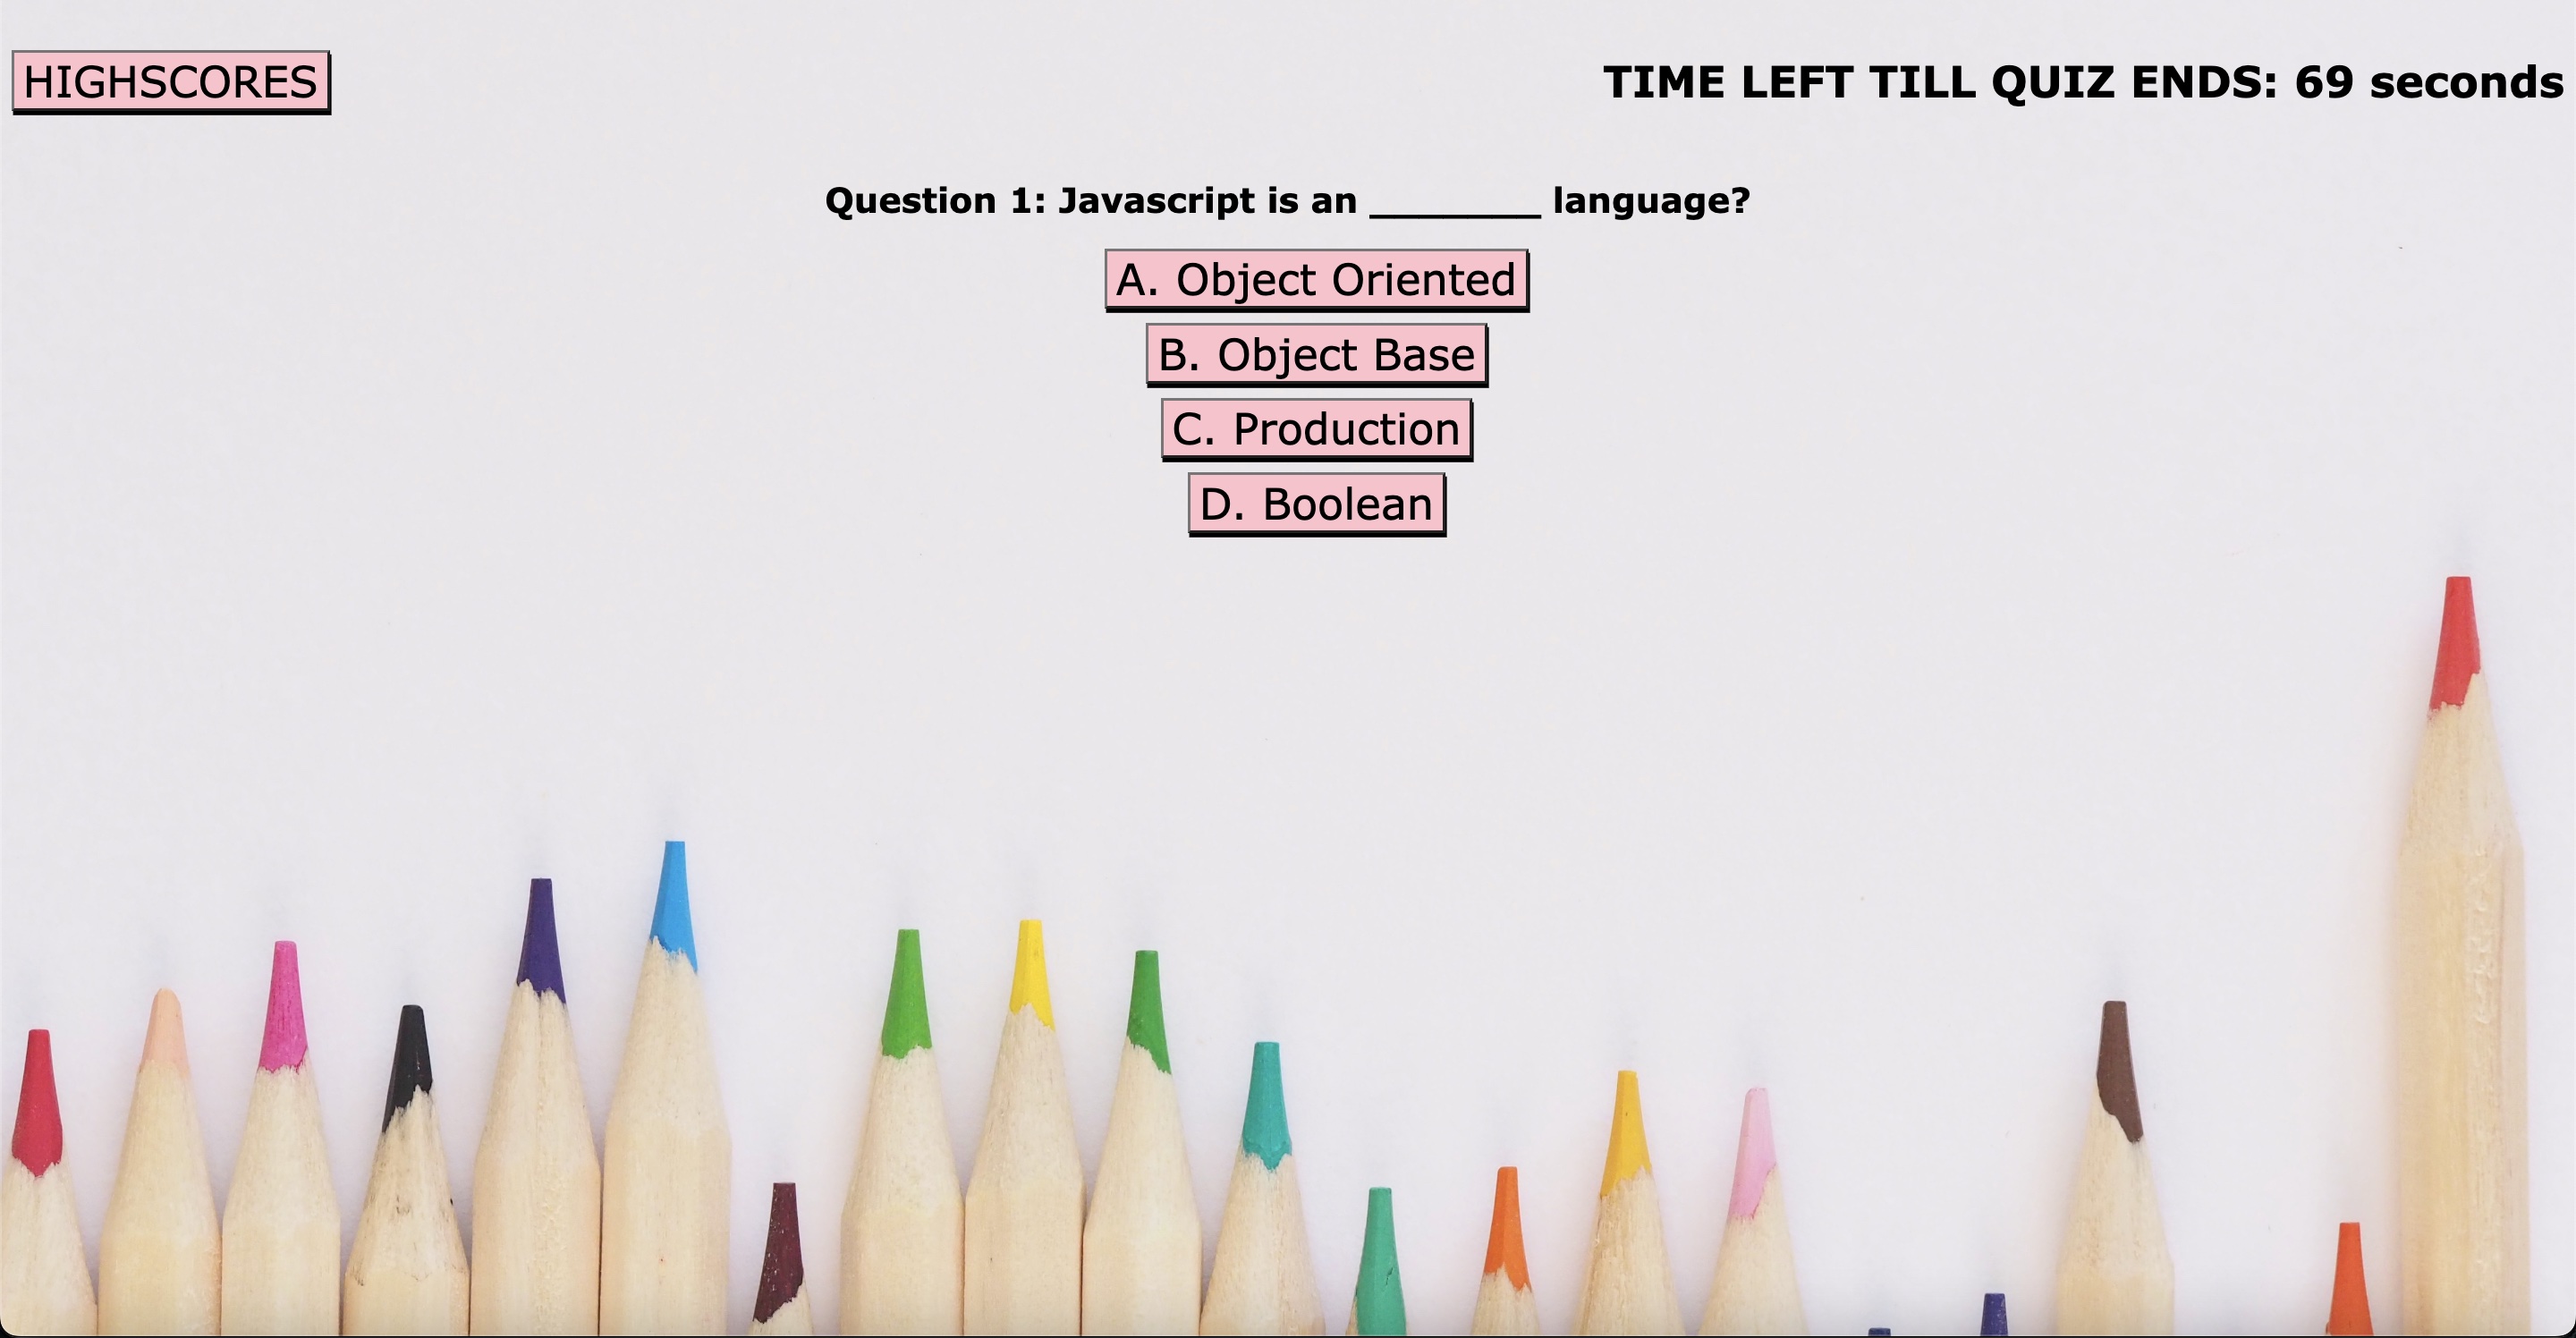 HIGHSCORES
TIME LEFT TILL QUIZ ENDS: 69 seconds
Question 1: Javascript is an ________ language?
A. Object Oriented
B. Object Base
C. Production
D. Boolean